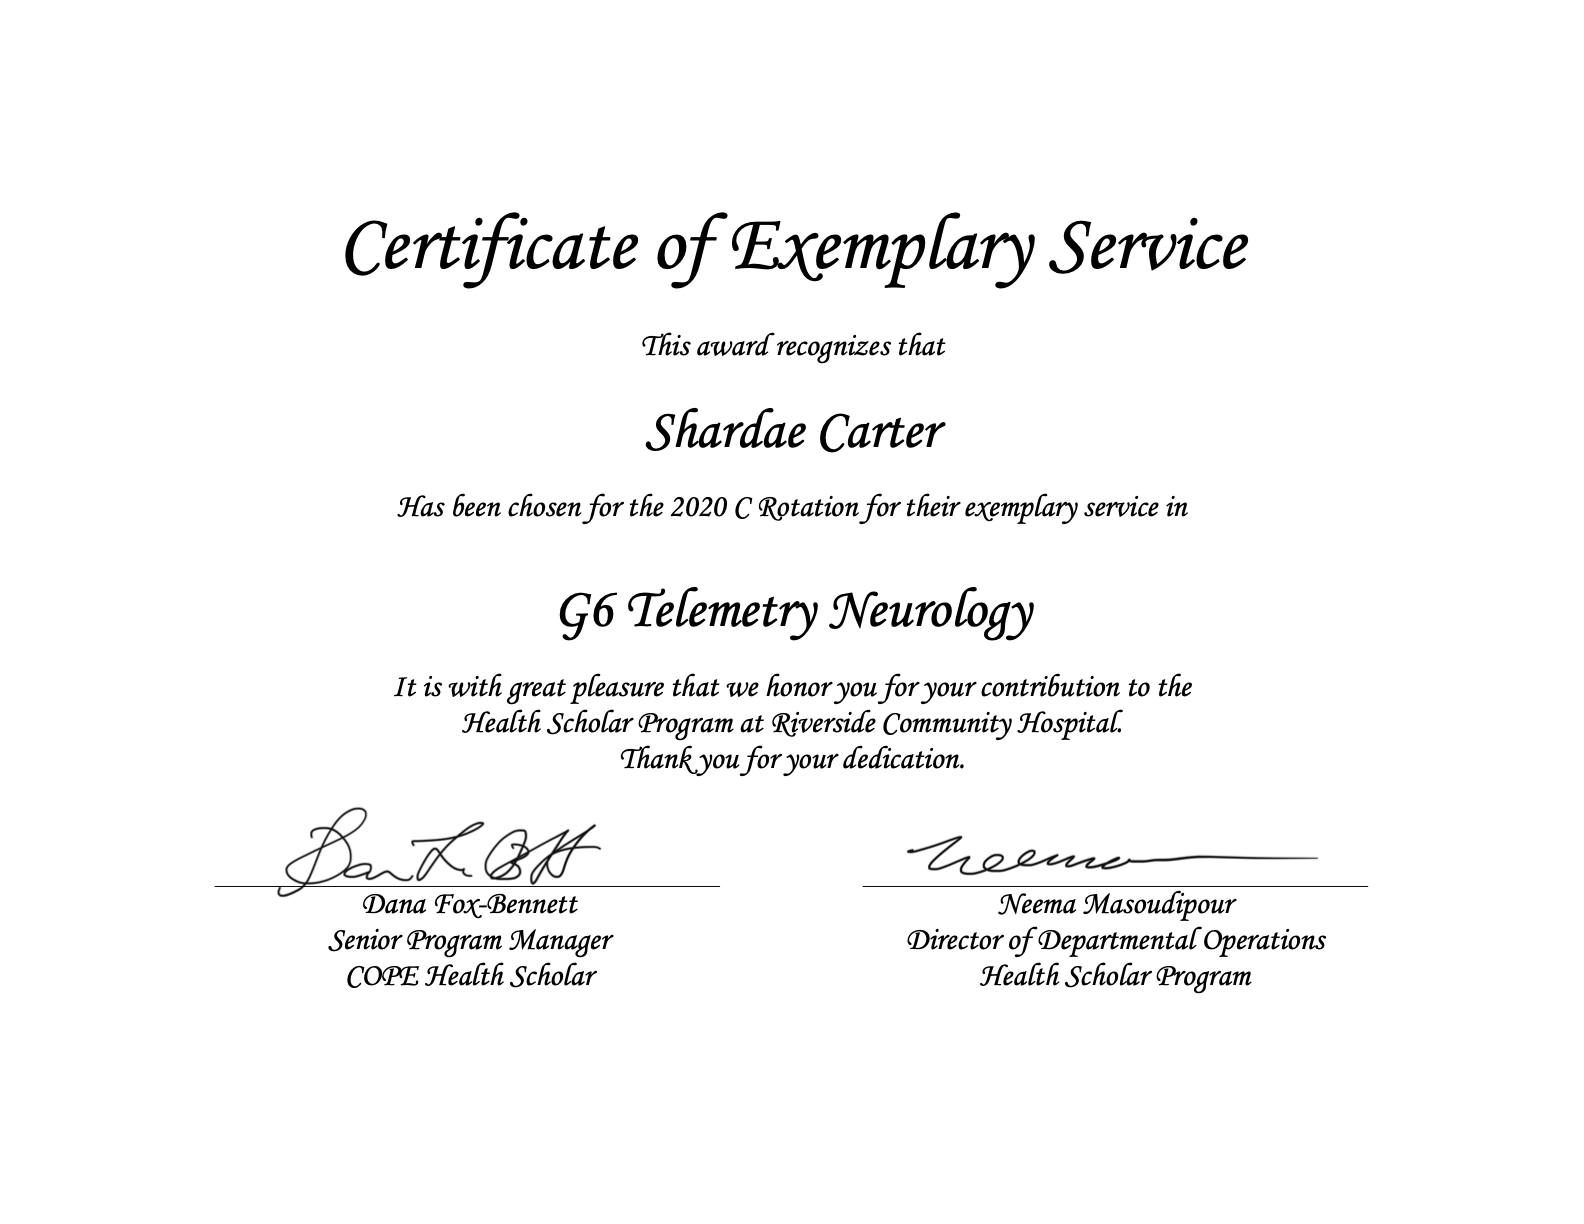 Certificate of Exemplary Service
This award recognizes that
Shardae Carter
Has been chosen for the 2020 C Rotation for their exemplary service in
G6 Telemetry Neurology
It is with great pleasure that we honor you for your contribution to the
Health Scholar Program at Riverside Community Hospital.
Thank you for your dedication.
Neema
Dana Fox-Bennett
Senior Program Manager
COPE Health Scholar
Neema Masoudipour
Director of Departmental Operations
Health Scholar Program